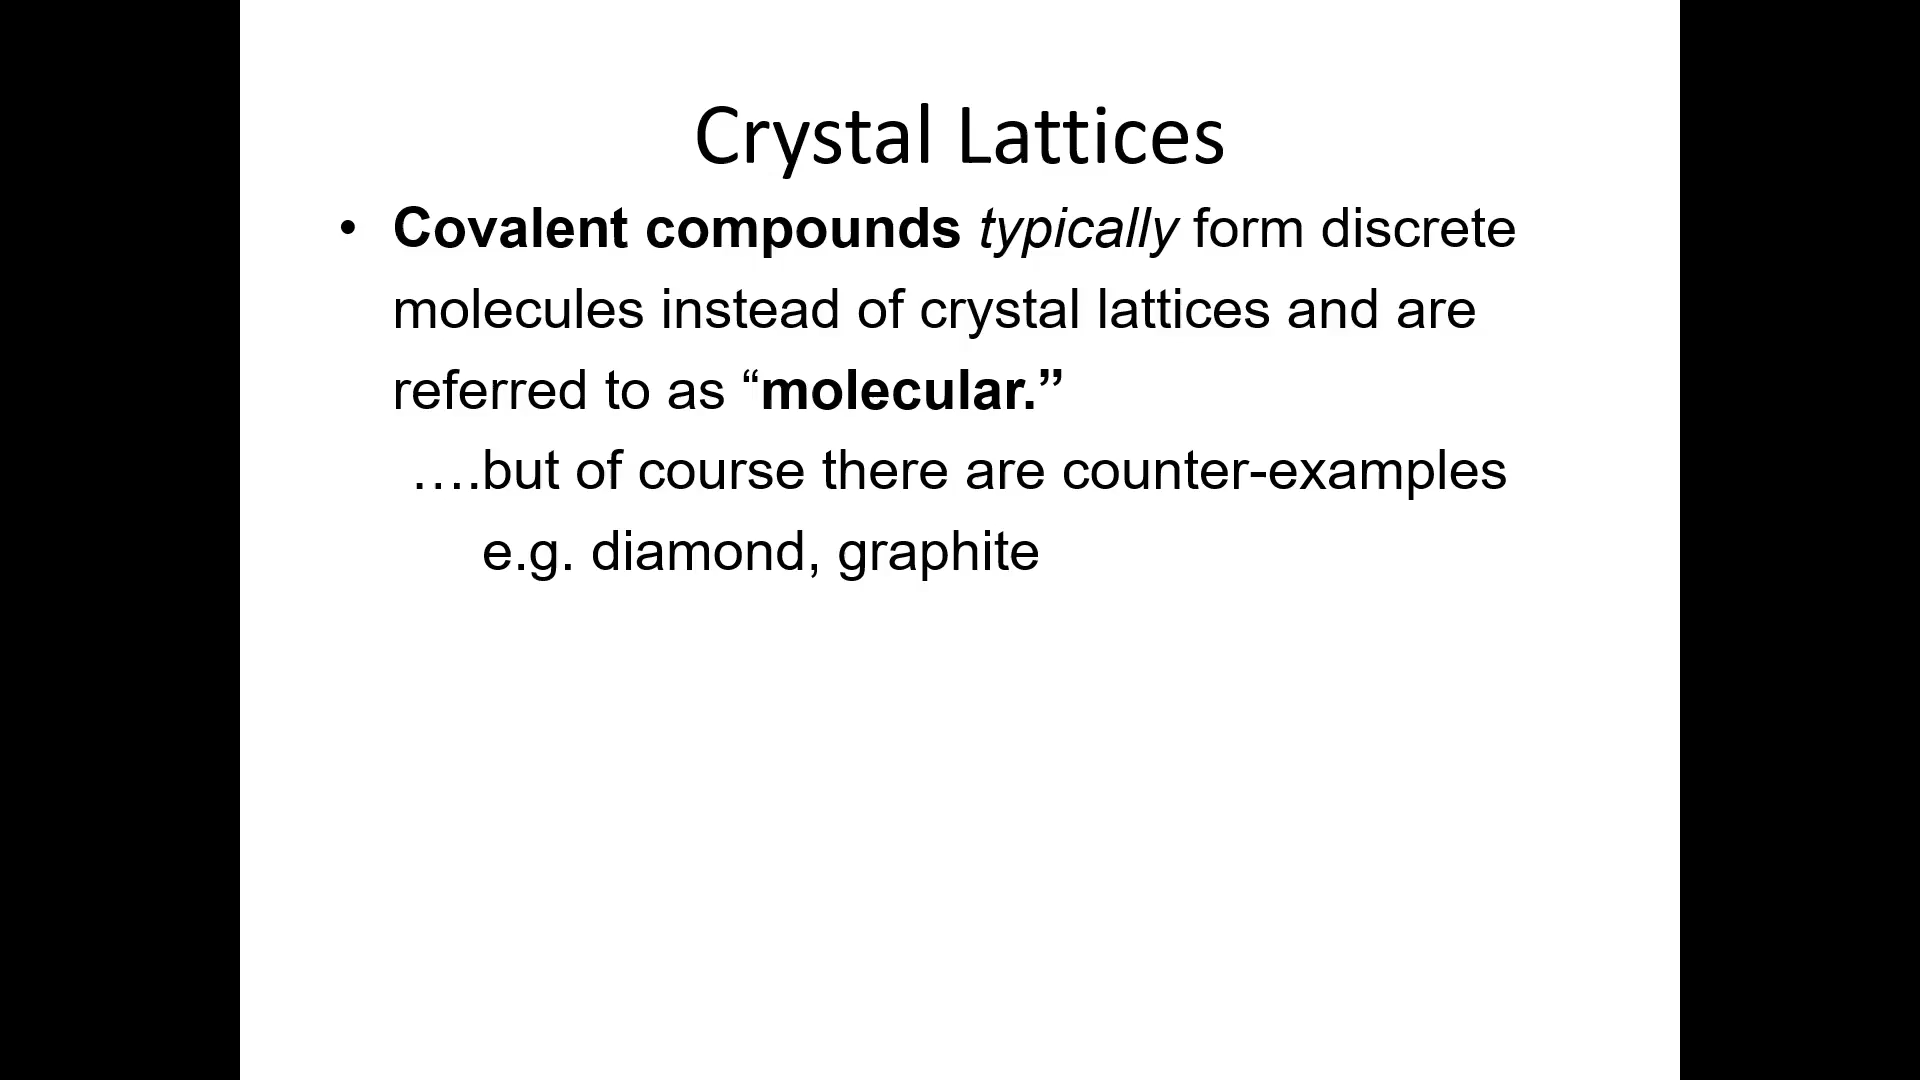 Crystal Lattices
• Covalent compounds typically form discrete
molecules instead of crystal lattices and are
referred to as “molecular.”
….but of course there are counter-examples
e.g. diamond, graphite